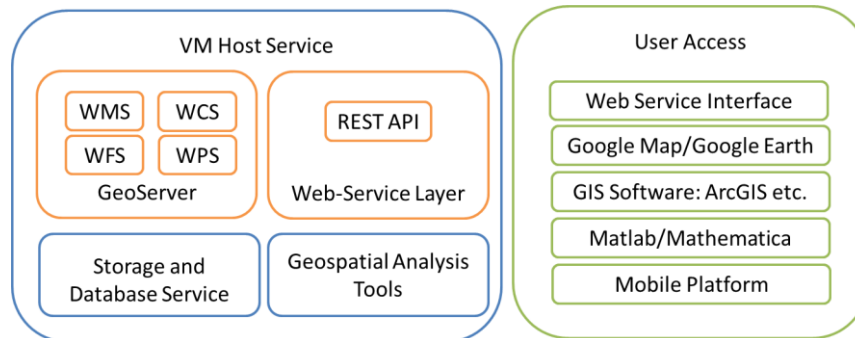 VM Host Service
WMS
WCS
WFS
WPS
GeoServer
REST API
Web-Service Layer
Storage and
Database Service
Geospatial Analysis
Tools
User Access
Web Service Interface
Google Map/Google Earth
GIS Software: ArcGIS etc.
Matlab/Mathematica
Mobile Platform